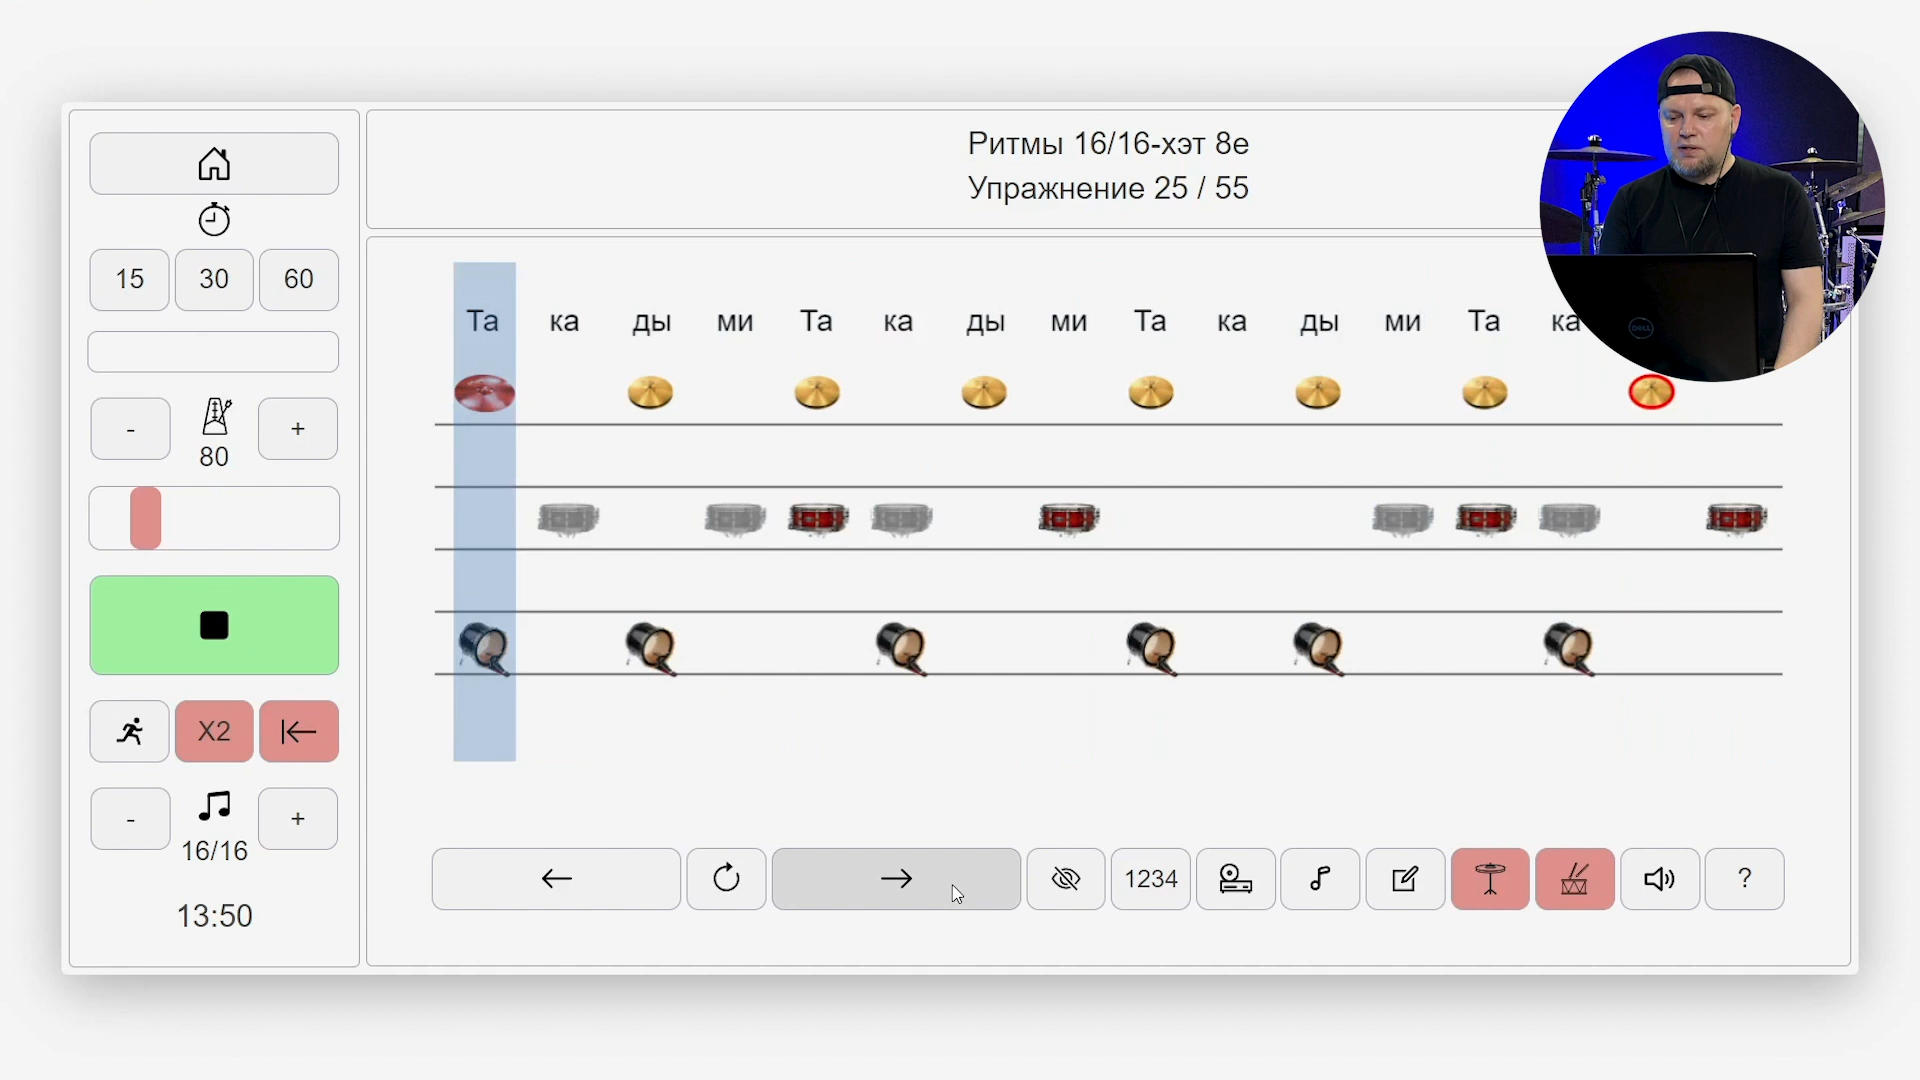 Ритмы 16/16-хэт 8е
Упражнение 25 / 55
15 30 60
Та ка ды ми Та ка ды ми Та ка ды ми Та ка
- 80 +
X2
- 16/16 +
13:50
1234 ?
DELL